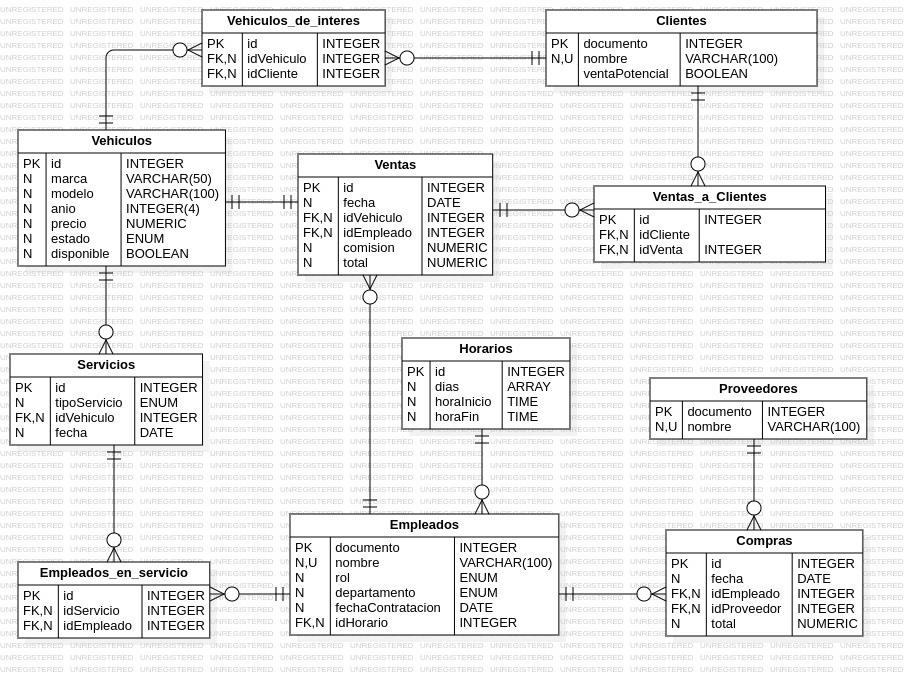 Vehiculos_de_interes
PK id INTEGER
FK,N idVehiculo INTEGER
FK,N idCliente INTEGER
Clientes
PK documento INTEGER
N,U nombre VARCHAR(100)
ventaPotencial BOOLEAN
Vehiculos
PK id INTEGER
N marca VARCHAR(50)
N modelo VARCHAR(100)
N anio INTEGER(4)
N precio NUMERIC
N estado ENUM
N disponible BOOLEAN
Ventas
PK id INTEGER
N fecha DATE
FK,N idVehiculo INTEGER
FK,N idEmpleado INTEGER
N comision NUMERIC
N total NUMERIC
Ventas_a_Clientes
PK id INTEGER
FK,N idCliente
FK,N idVenta INTEGER
Servicios
PK id INTEGER
N tipoServicio ENUM
FK,N idVehiculo INTEGER
N fecha DATE
Horarios
PK id INTEGER
N dias ARRAY
N horaInicio TIME
N horaFin TIME
Proveedores
PK documento INTEGER
N,U nombre VARCHAR(100)
Empleados_en_servicio
PK id INTEGER
FK,N idServicio INTEGER
FK,N idEmpleado INTEGER
Empleados
PK documento INTEGER
N,U nombre VARCHAR(100)
N rol ENUM
N departamento ENUM
N fechaContratacion DATE
FK,N idHorario INTEGER
Compras
PK id INTEGER
N fecha DATE
FK,N idEmpleado INTEGER
FK,N idProveedor INTEGER
N total NUMERIC
UNREGISTERED